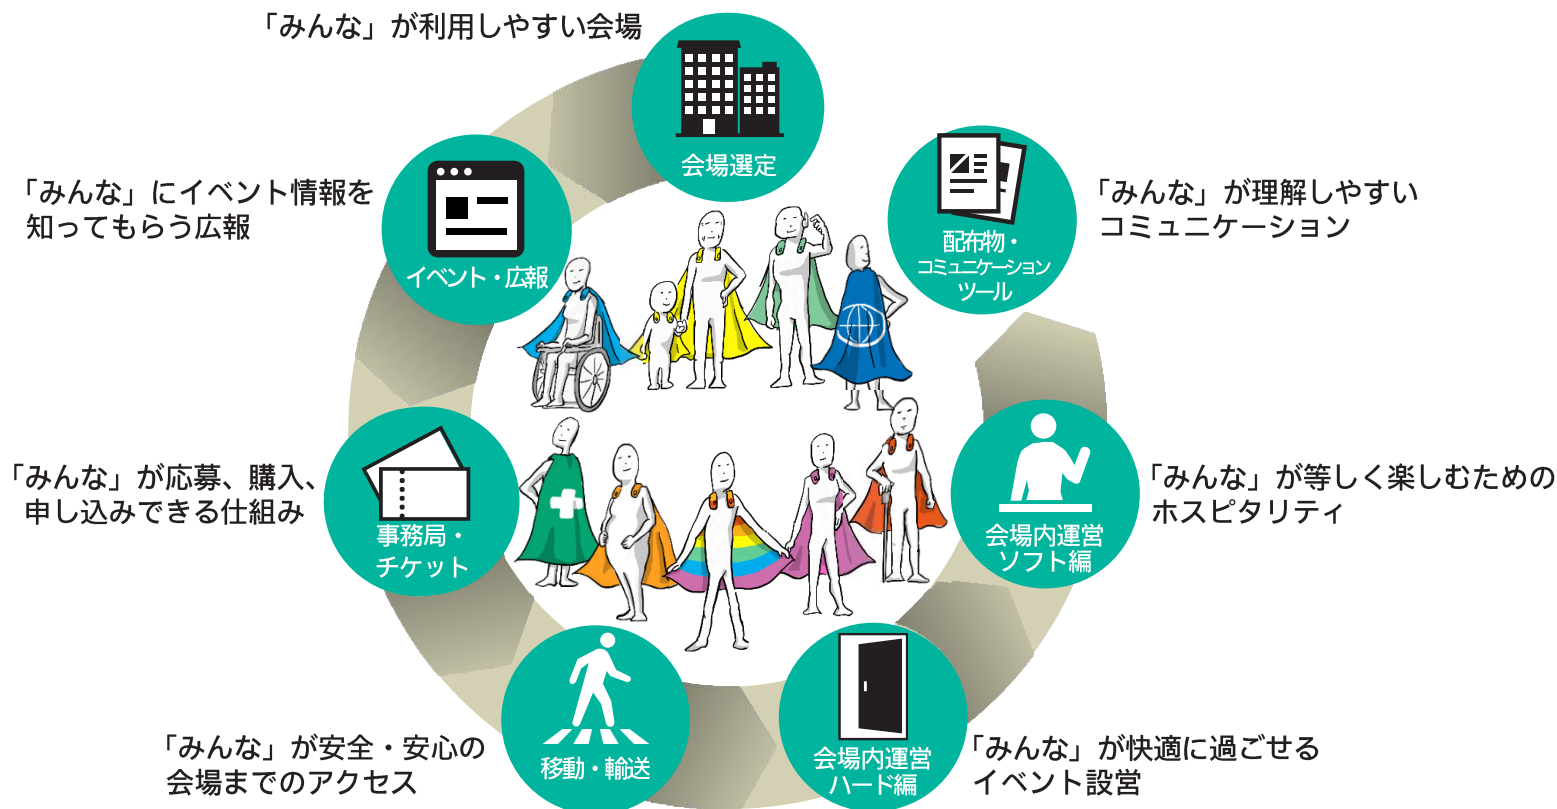 「みんな」が利用しやすい会場
会場選定
「みんな」にイベント情報を
知ってもらう広報
イベント・広報
「みんな」が理解しやすい
コミュニケーション
配布物・
コミュニケーション
ツール
「みんな」が応募、購入、
申し込みできる仕組み
事務局・
チケット
「みんな」が等しく楽しむための
ホスピタリティ
会場内運営
ソフト編
「みんな」が安全・安心の
会場までのアクセス
移動・輸送
会場内運営
ハード編
「みんな」が快適に過ごせる
イベント設営